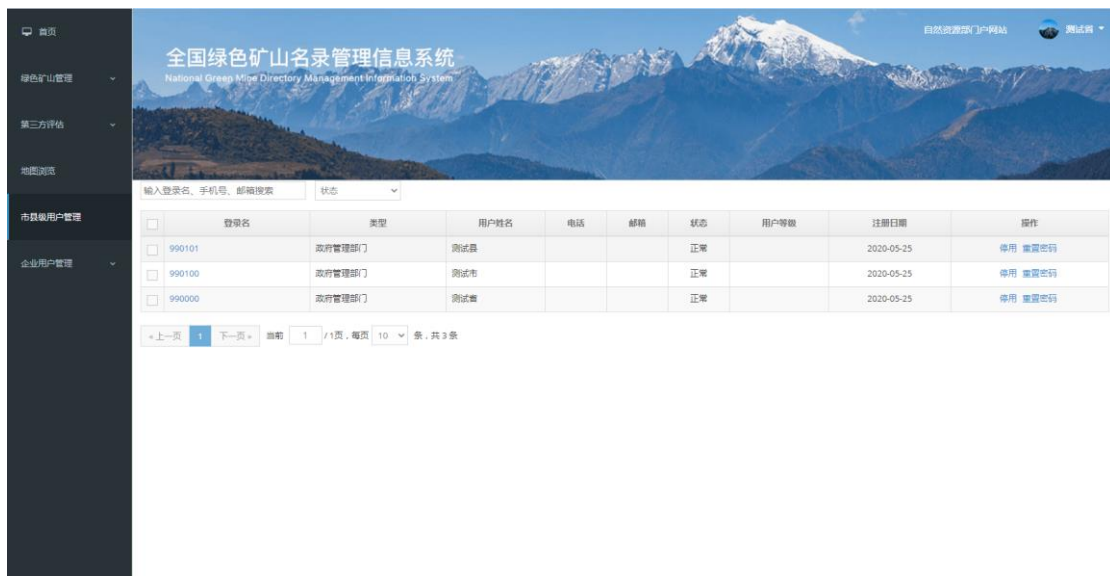 首页
绿色矿山管理
第三方评估
地图浏览
市县级用户管理
企业用户管理
自然资源部门户网站 测试省
全国绿色矿山名录管理信息系统
National Green Mine Directory Management Information System
输入登录名、手机号、邮箱搜索 状态
登录名 类型 用户姓名 电话 邮箱 状态 用户等级 注册日期 操作
990101 政府管理部门 测试县 正常 2020-05-25 停用 重置密码
990100 政府管理部门 测试市 正常 2020-05-25 停用 重置密码
990000 政府管理部门 测试省 正常 2020-05-25 停用 重置密码
«上一页 1 下一页» 当前 1 / 1页，每页 10 条，共 3 条